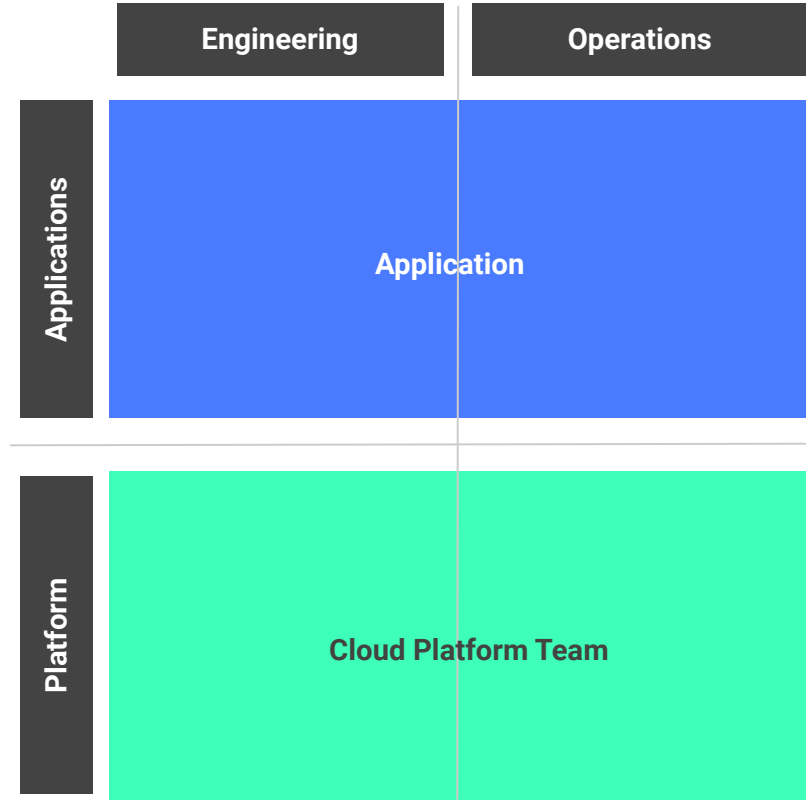 Engineering
Operations
Applications
Application
Platform
Cloud Platform Team